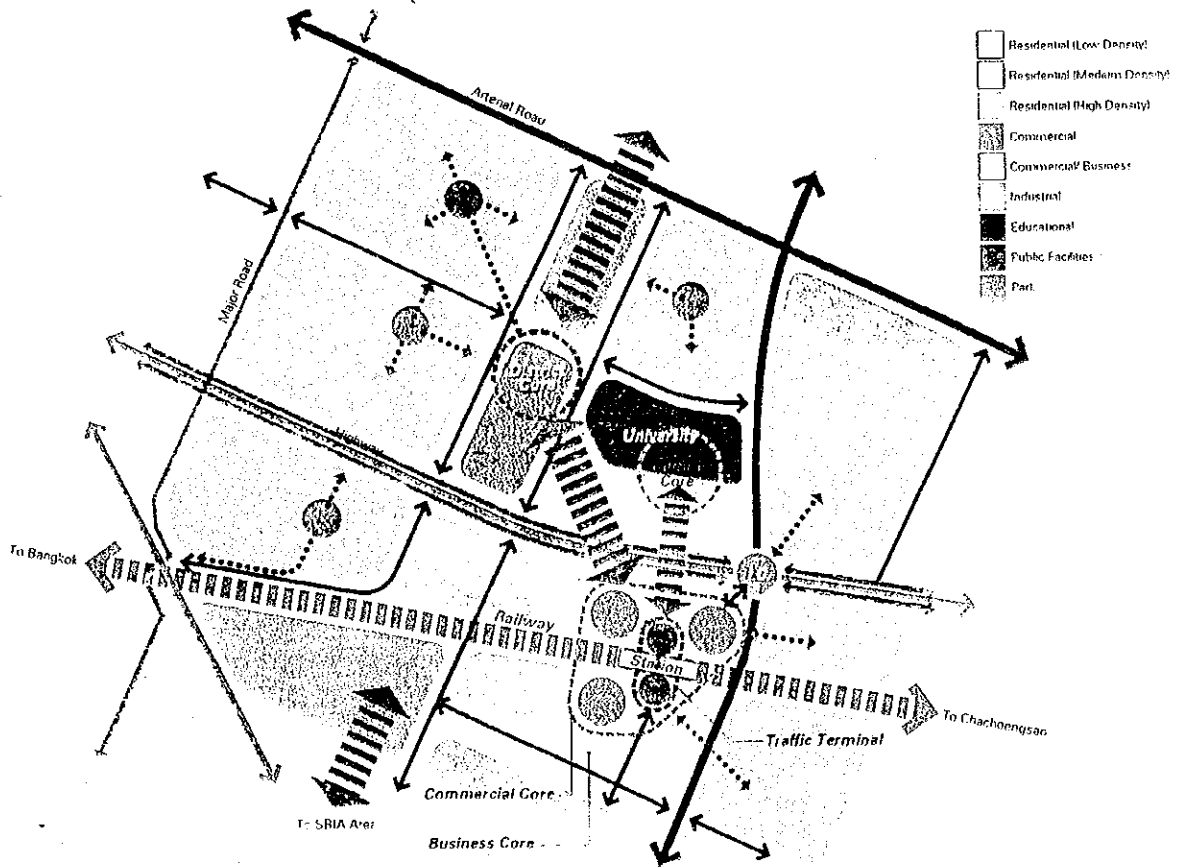 Residential (Low Density)
Residential (Medium Density)
Residential (High Density)
Commercial
Commercial/ Business
Industrial
Educational
Public Facilities
Arterial Road
Major Road
Highway
University
Core
To Bangkok
Railway
Station
To Chachoengsao
Traffic Terminal
Commercial Core
Business Core
Area